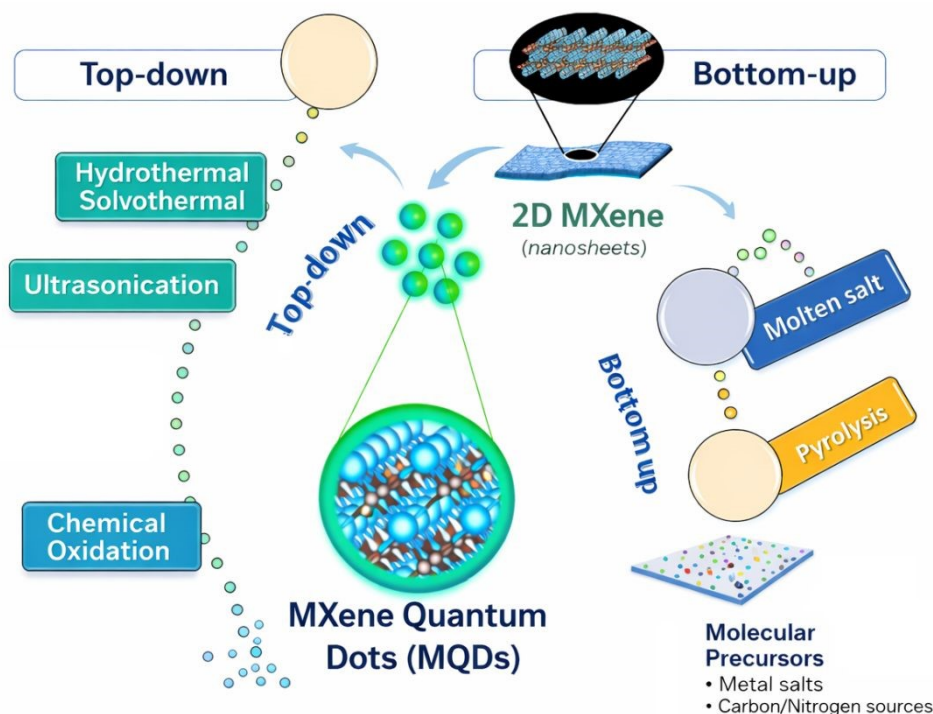 Top-down
Bottom-up
Hydrothermal
Solvothermal
Ultrasonication
Chemical
Oxidation
Top-down
2D MXene
(nanosheets)
Molten salt
Bottom up
Pyrolysis
MXene Quantum
Dots (MQDs)
Molecular
Precursors
• Metal salts
• Carbon/Nitrogen sources